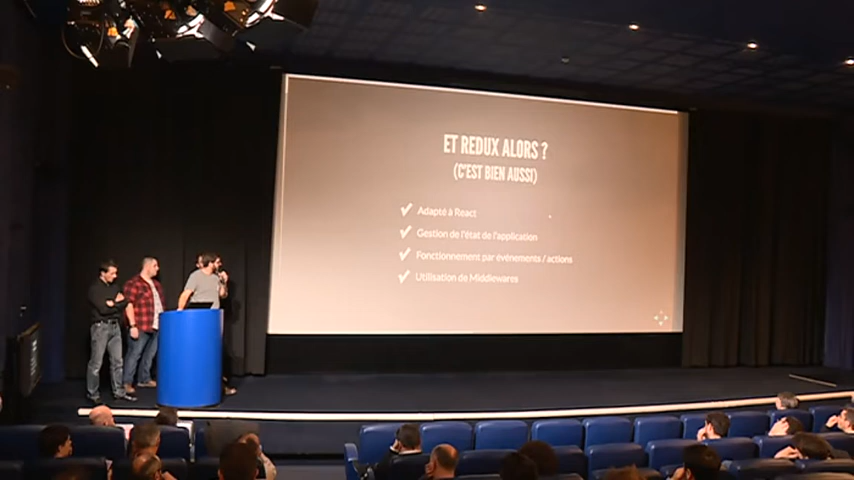 ET REDUX ALORS ?
(C'EST BIEN AUSSI)
Adapté à React
Gestion de l'état de l'application
Fonctionnement par événements / actions
Utilisation de Middlewares